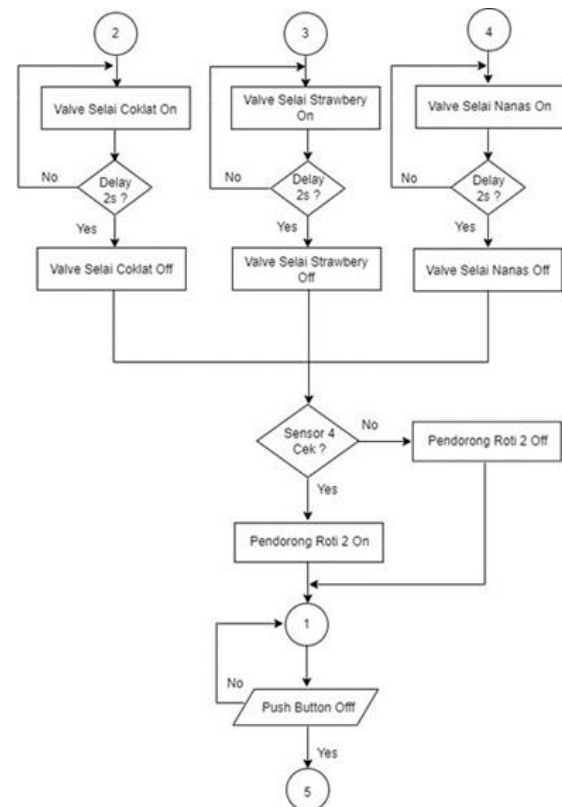 2
3
4
Valve Selai Coklat On
Valve Selai Strawbery
On
Valve Selai Nanas On
No
Delay
2s ?
No
Delay
2s ?
No
Delay
2s ?
Yes
Yes
Yes
Valve Selai Coklat Off
Valve Selai Strawbery
Off
Valve Selai Nanas Off
Sensor 4
Cek ?
No
Pendorong Roti 2 Off
Yes
Pendorong Roti 2 On
1
No
Push Button Offf
Yes
5